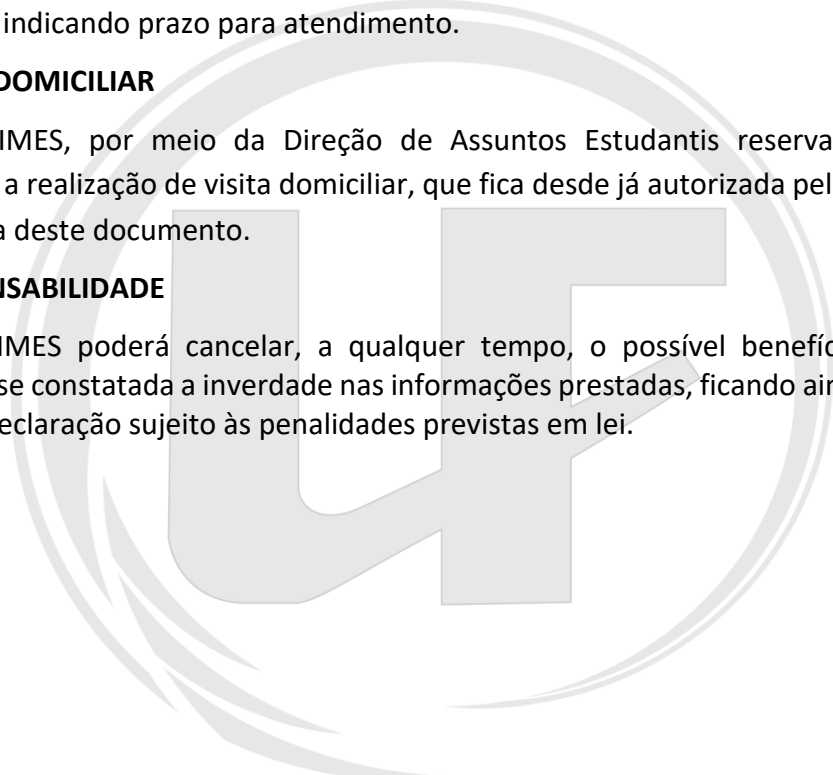 indicando prazo para atendimento.
DOMICILIAR
IMES, por meio da Direção de Assuntos Estudantis reserva
a realização de visita domiciliar, que fica desde já autorizada pel
a deste documento.
NSABILIDADE
IMES poderá cancelar, a qualquer tempo, o possível benefíc
se constatada a inverdade nas informações prestadas, ficando ain
eclaração sujeito às penalidades previstas em lei.